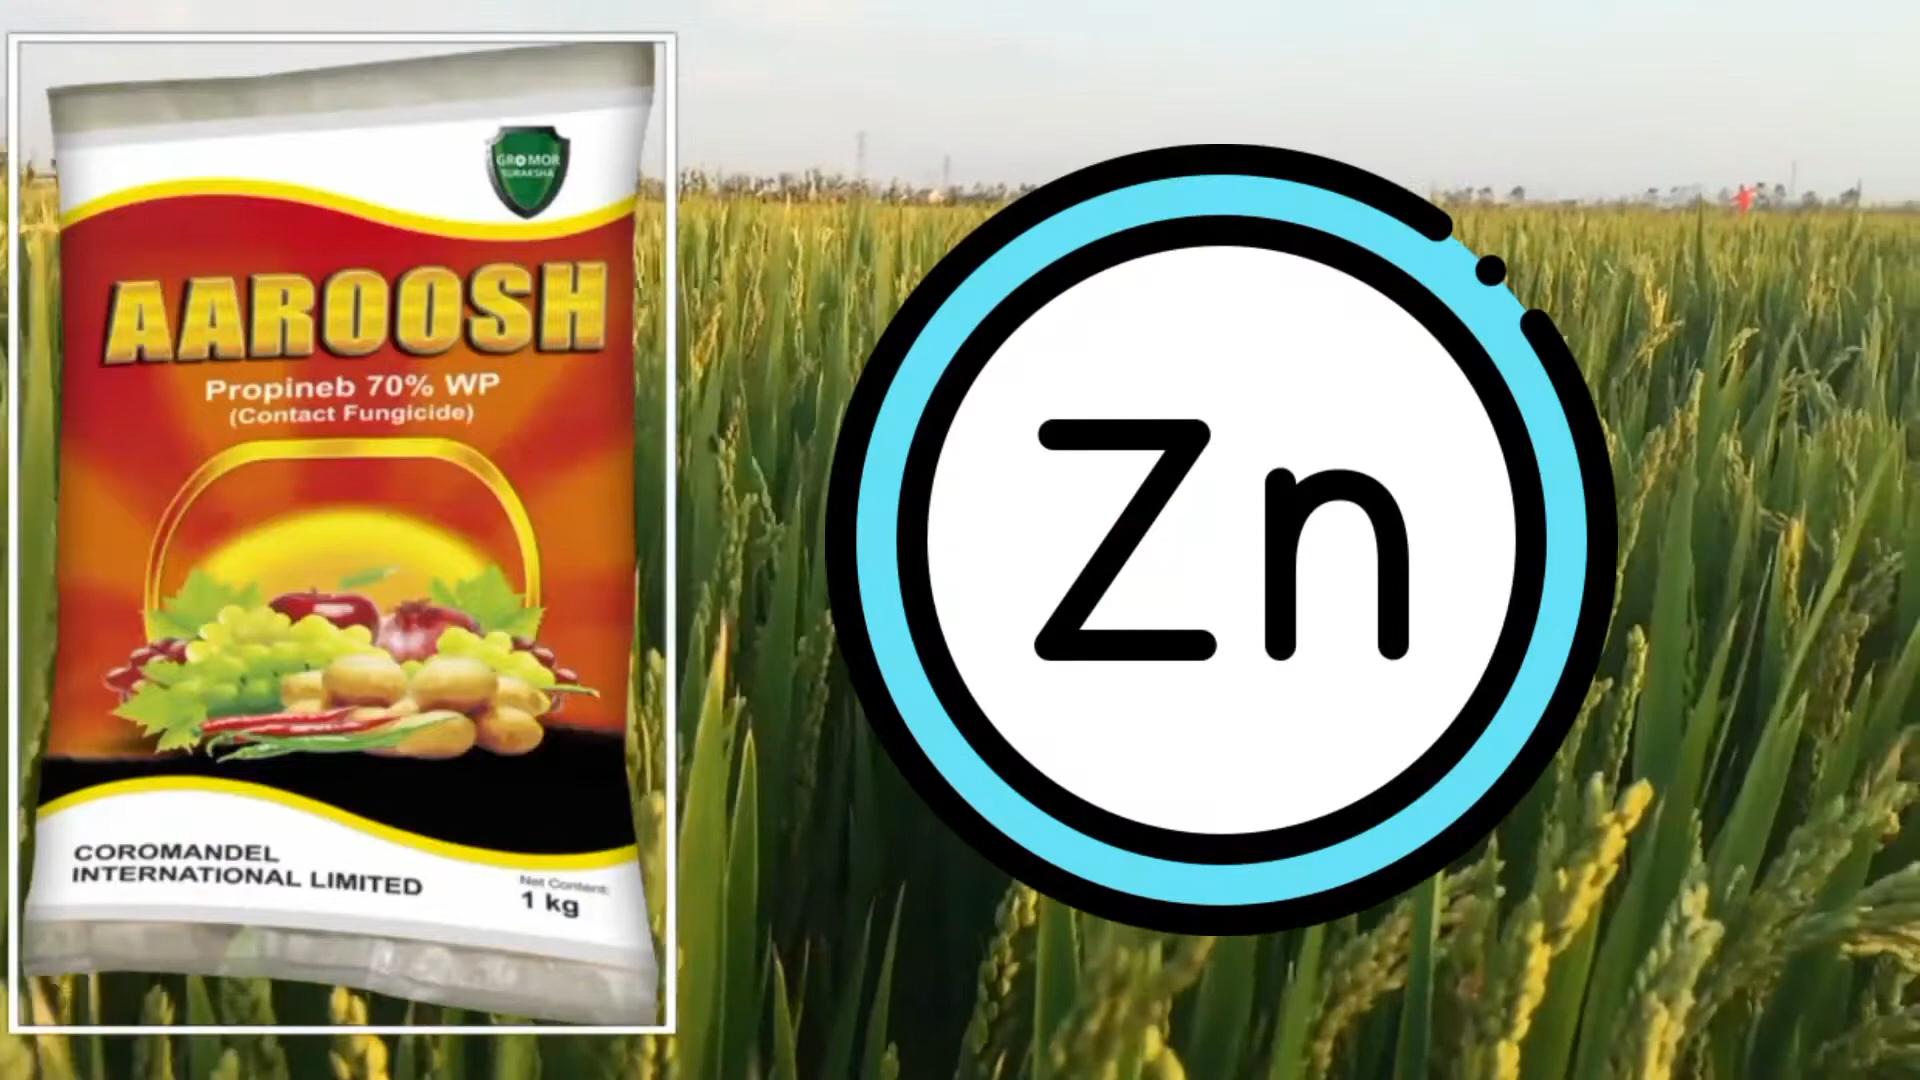 GROMOR
SURAKSHA
AAROOSH
Propineb 70% WP
(Contact Fungicide)
COROMANDEL
INTERNATIONAL LIMITED
Net Content:
1 kg
Zn